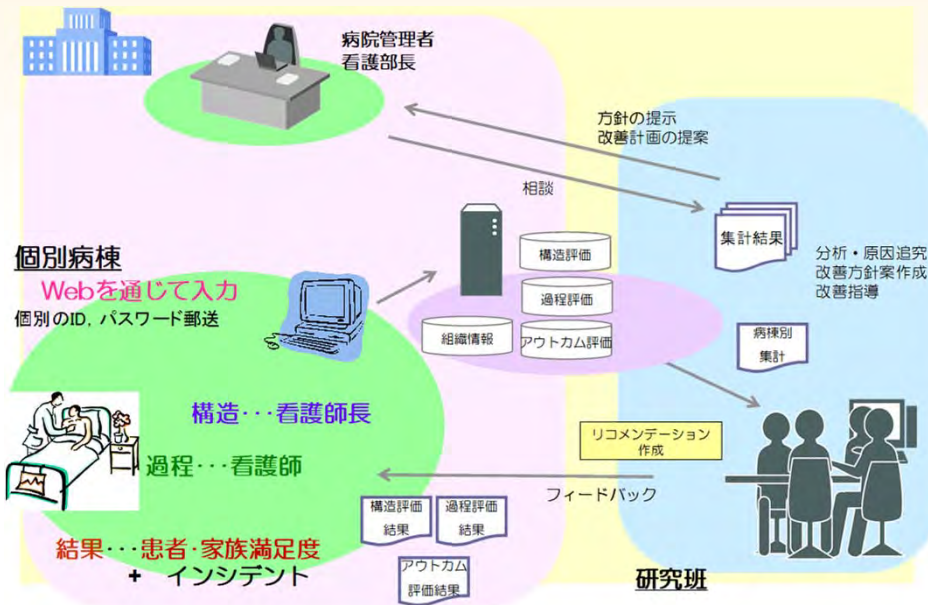 病院管理者
看護部長
方針の提示
改善計画の提案
相談
集計結果
分析・原因追究
改善方針案作成
改善指導
個別病棟
Webを通じて入力
個別のID，パスワード郵送
構造評価
過程評価
組織情報
アウトカム評価
病棟別
集計
構造･･･看護師長
過程･･･看護師
結果･･･患者･家族満足度
+ インシデント
リコメンデーション
作成
フィードバック
構造評価
結果
過程評価
結果
アウトカム
評価結果
研究班